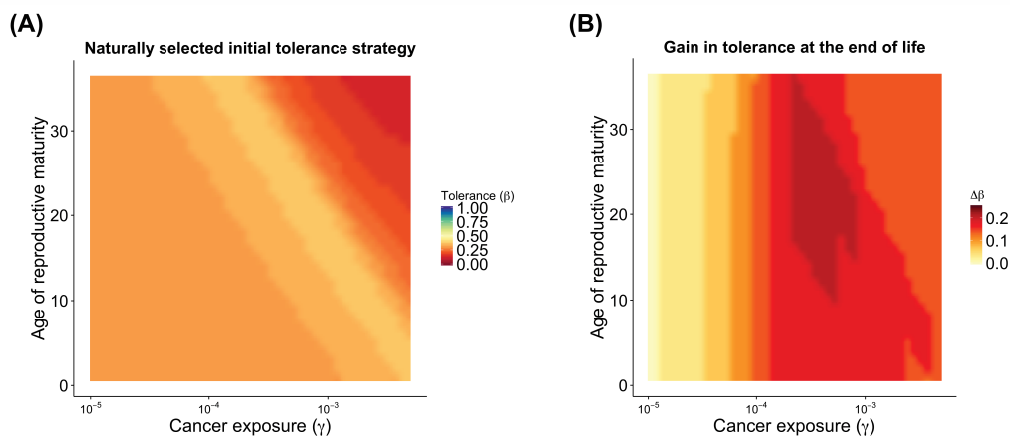 (A)
Naturally selected initial tolerance strategy
Age of reproductive maturity
30
20
10
0
10⁻⁵
10⁻⁴
10⁻³
Cancer exposure (γ)
Tolerance (β)
1.00
0.75
0.50
0.25
0.00
(B)
Gain in tolerance at the end of life
Age of reproductive maturity
30
20
10
0
10⁻⁵
10⁻⁴
10⁻³
Cancer exposure (γ)
Δβ
0.2
0.1
0.0